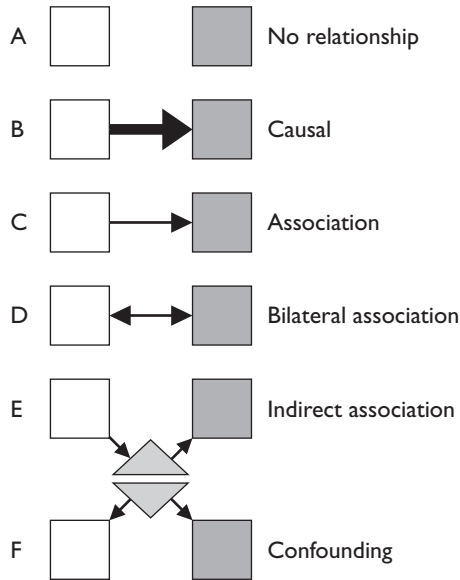 A No relationship
B Causal
C Association
D Bilateral association
E Indirect association
F Confounding